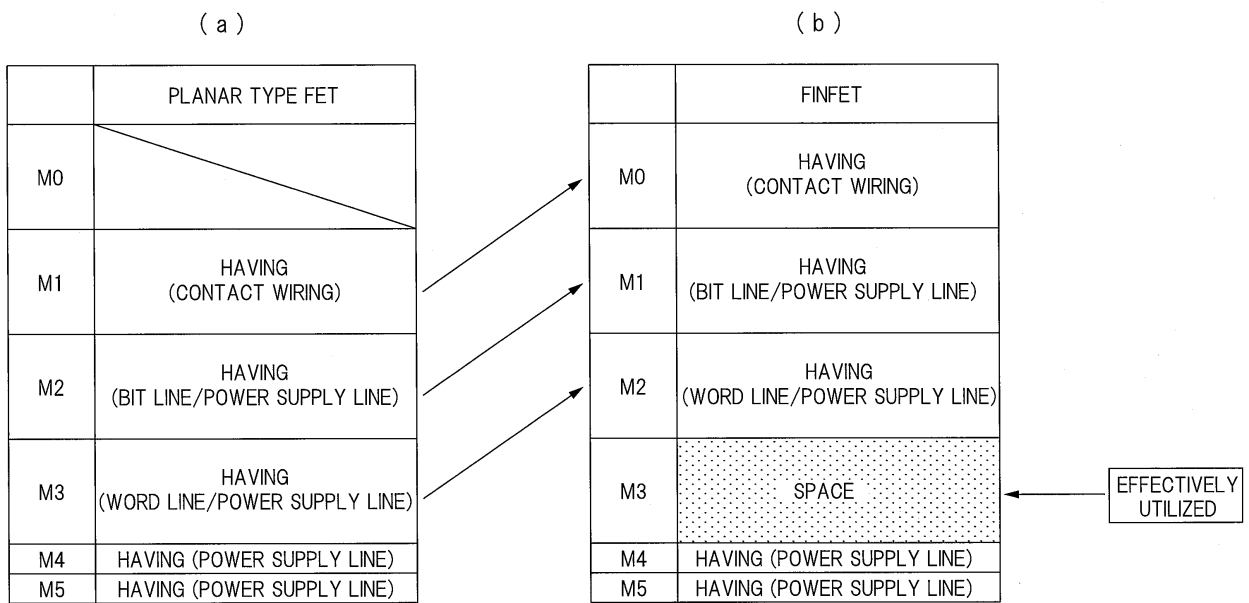 (a)
PLANAR TYPE FET
M0
M1
HAVING
(CONTACT WIRING)
M2
HAVING
(BIT LINE/POWER SUPPLY LINE)
M3
HAVING
(WORD LINE/POWER SUPPLY LINE)
M4
HAVING (POWER SUPPLY LINE)
M5
HAVING (POWER SUPPLY LINE)
(b)
FINFET
M0
HAVING
(CONTACT WIRING)
M1
HAVING
(BIT LINE/POWER SUPPLY LINE)
M2
HAVING
(WORD LINE/POWER SUPPLY LINE)
M3
SPACE
M4
HAVING (POWER SUPPLY LINE)
M5
HAVING (POWER SUPPLY LINE)
EFFECTIVELY
UTILIZED